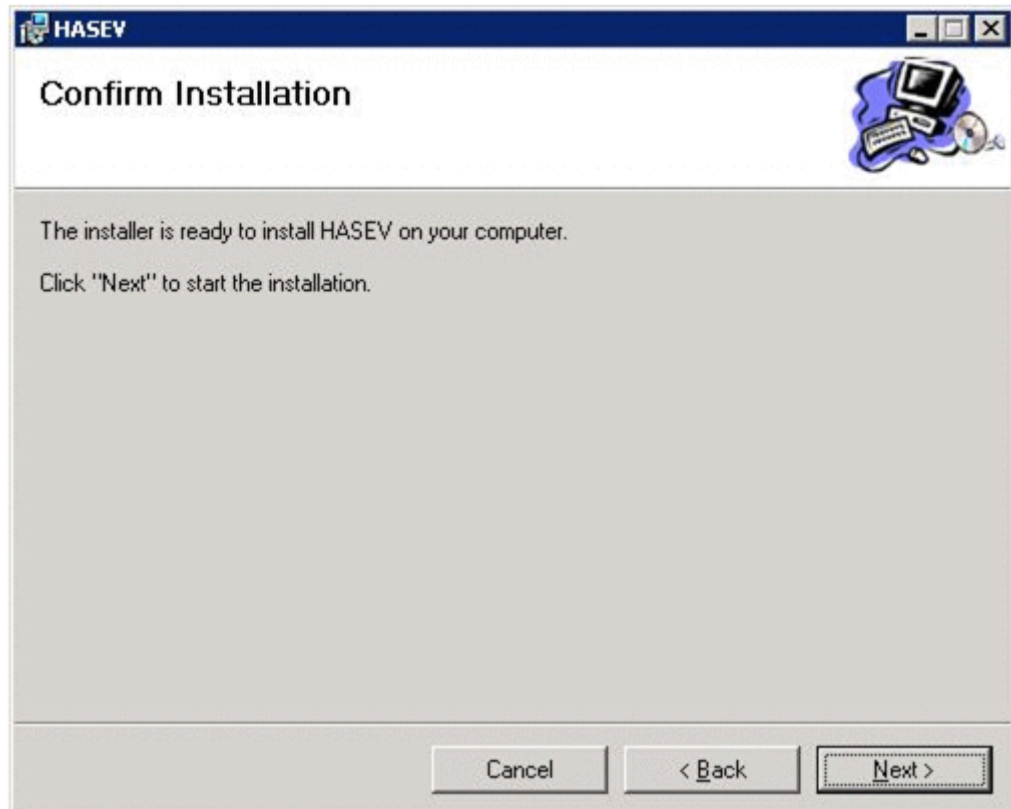 HASEV
Confirm Installation
The installer is ready to install HASEV on your computer.
Click "Next" to start the installation.
Cancel
< Back
Next >